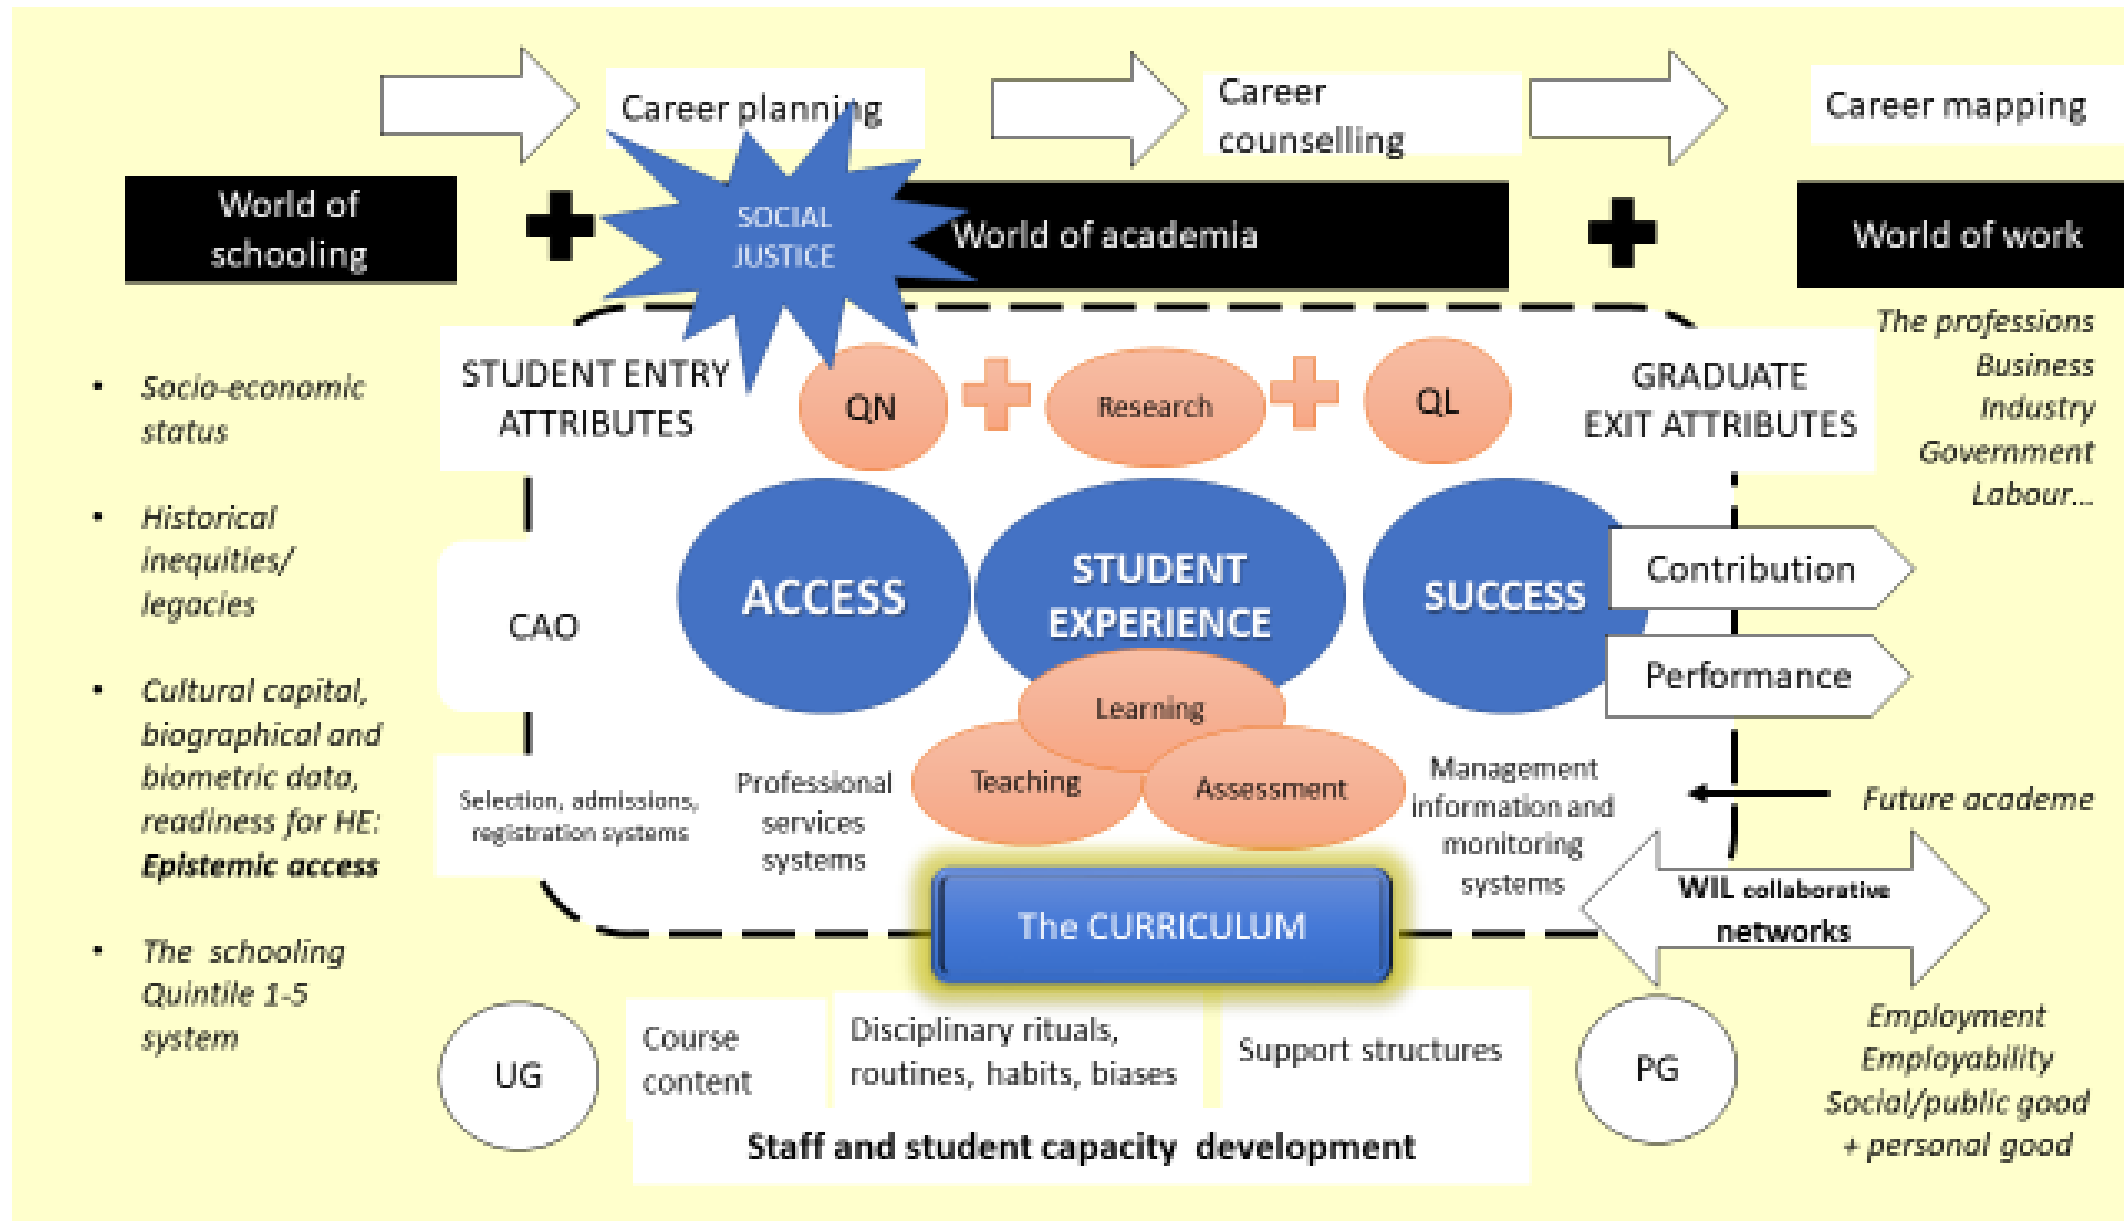 Career planning
Career
counselling
Career mapping
World of
schooling
SOCIAL
JUSTICE
World of academia
World of work
• Socio-economic
status
• Historical
inequities/
legacies
• Cultural capital,
biographical and
biometric data,
readiness for HE:
Epistemic access
• The schooling
Quintile 1-5
system
STUDENT ENTRY
ATTRIBUTES
QN
Research
QL
GRADUATE
EXIT ATTRIBUTES
The professions
Business
Industry
Government
Labour...
CAO
ACCESS
STUDENT
EXPERIENCE
SUCCESS
Contribution
Performance
Learning
Teaching
Assessment
Selection, admissions,
registration systems
Professional
services
systems
Management
information and
monitoring
systems
Future academe
WIL collaborative
networks
The CURRICULUM
UG
Course
content
Disciplinary rituals,
routines, habits, biases
Support structures
PG
Staff and student capacity development
Employment
Employability
Social/public good
+ personal good